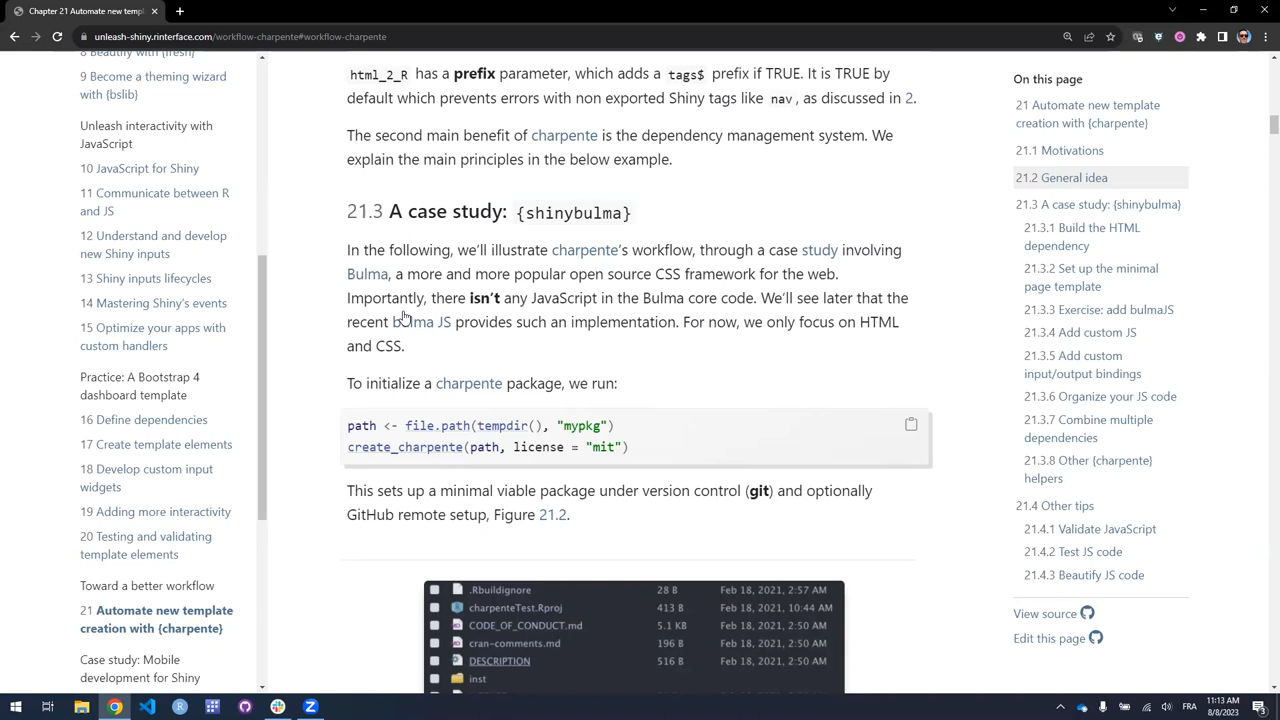 Chapter 21 Automate new templ
unleash-shiny.rinterface.com/workflow-charpente#workflow-charpente
8 Beautify with {fresh}
9 Become a theming wizard
with {bslib}
Unleash interactivity with
JavaScript
10 JavaScript for Shiny
11 Communicate between R
and JS
12 Understand and develop
new Shiny inputs
13 Shiny inputs lifecycles
14 Mastering Shiny's events
15 Optimize your apps with
custom handlers
Practice: A Bootstrap 4
dashboard template
16 Define dependencies
17 Create template elements
18 Develop custom input
widgets
19 Adding more interactivity
20 Testing and validating
template elements
Toward a better workflow
21 Automate new template
creation with {charpente}
Case study: Mobile
development for Shiny
html_2_R has a prefix parameter, which adds a tags$ prefix if TRUE. It is TRUE by
default which prevents errors with non exported Shiny tags like nav, as discussed in 2.
The second main benefit of charpente is the dependency management system. We
explain the main principles in the below example.
21.3 A case study: {shinybulma}
In the following, we'll illustrate charpente's workflow, through a case study involving
Bulma, a more and more popular open source CSS framework for the web.
Importantly, there isn't any JavaScript in the Bulma core code. We'll see later that the
recent bulma JS provides such an implementation. For now, we only focus on HTML
and CSS.
To initialize a charpente package, we run:
path <- file.path(tempdir(), "mypkg")
create_charpente(path, license = "mit")
This sets up a minimal viable package under version control (git) and optionally
GitHub remote setup, Figure 21.2.
.Rbuildignore 28 B Feb 18, 2021, 2:57 AM
charpenteTest.Rproj 413 B Feb 18, 2021, 10:44 AM
CODE_OF_CONDUCT.md 5.1 KB Feb 18, 2021, 2:50 AM
cran-comments.md 196 B Feb 18, 2021, 2:50 AM
DESCRIPTION 516 B Feb 18, 2021, 2:50 AM
inst Feb 18, 2021, 2:50 AM
On this page
21 Automate new template
creation with {charpente}
21.1 Motivations
21.2 General idea
21.3 A case study: {shinybulma}
21.3.1 Build the HTML
dependency
21.3.2 Set up the minimal
page template
21.3.3 Exercise: add bulmaJS
21.3.4 Add custom JS
21.3.5 Add custom
input/output bindings
21.3.6 Organize your JS code
21.3.7 Combine multiple
dependencies
21.3.8 Other {charpente}
helpers
21.4 Other tips
21.4.1 Validate JavaScript
21.4.2 Test JS code
21.4.3 Beautify JS code
View source
Edit this page
FRA
11:13 AM
8/8/2023